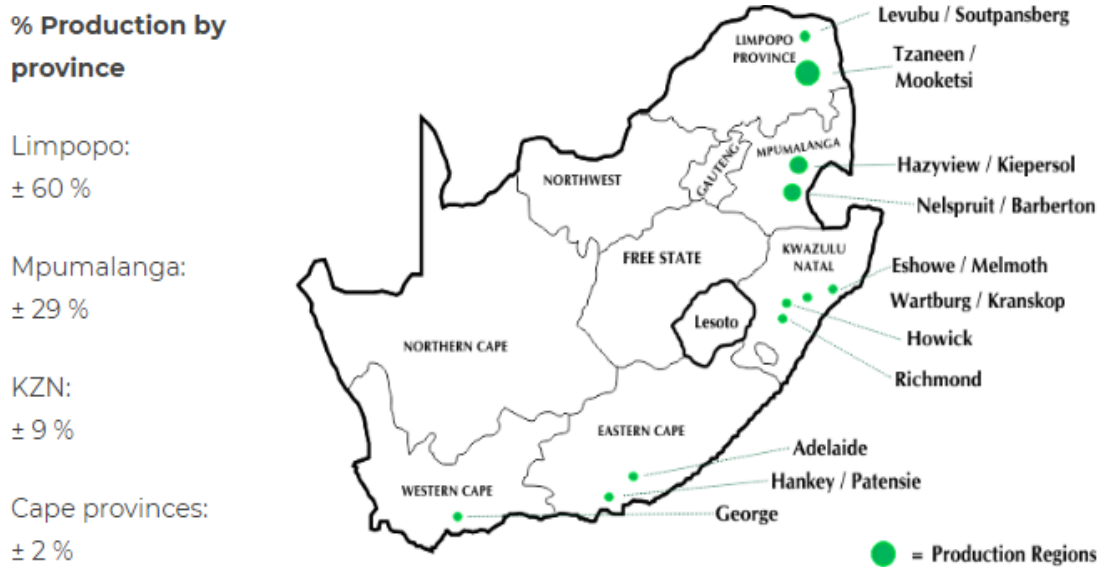 % Production by
province
Limpopo:
± 60 %
Mpumalanga:
± 29 %
KZN:
± 9 %
Cape provinces:
± 2 %
Levubu / Soutpansberg
LIMPOPO
PROVINCE
Tzaneen /
Mooketsi
MPUMALANGA
GAUTENG
NORTHWEST
Hazyview / Kiepersol
Nelspruit / Barberton
KWAZULU
NATAL
FREE STATE
Eshowe / Melmoth
Wartburg / Kranskop
Lesoto
Howick
NORTHERN CAPE
Richmond
EASTERN CAPE
Adelaide
Hankey / Patensie
WESTERN CAPE
George
= Production Regions